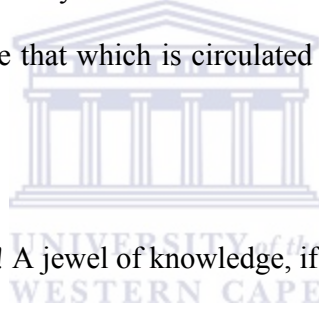 e that which is circulated
A jewel of knowledge, if
UNIVERSITY of the
WESTERN CAPE